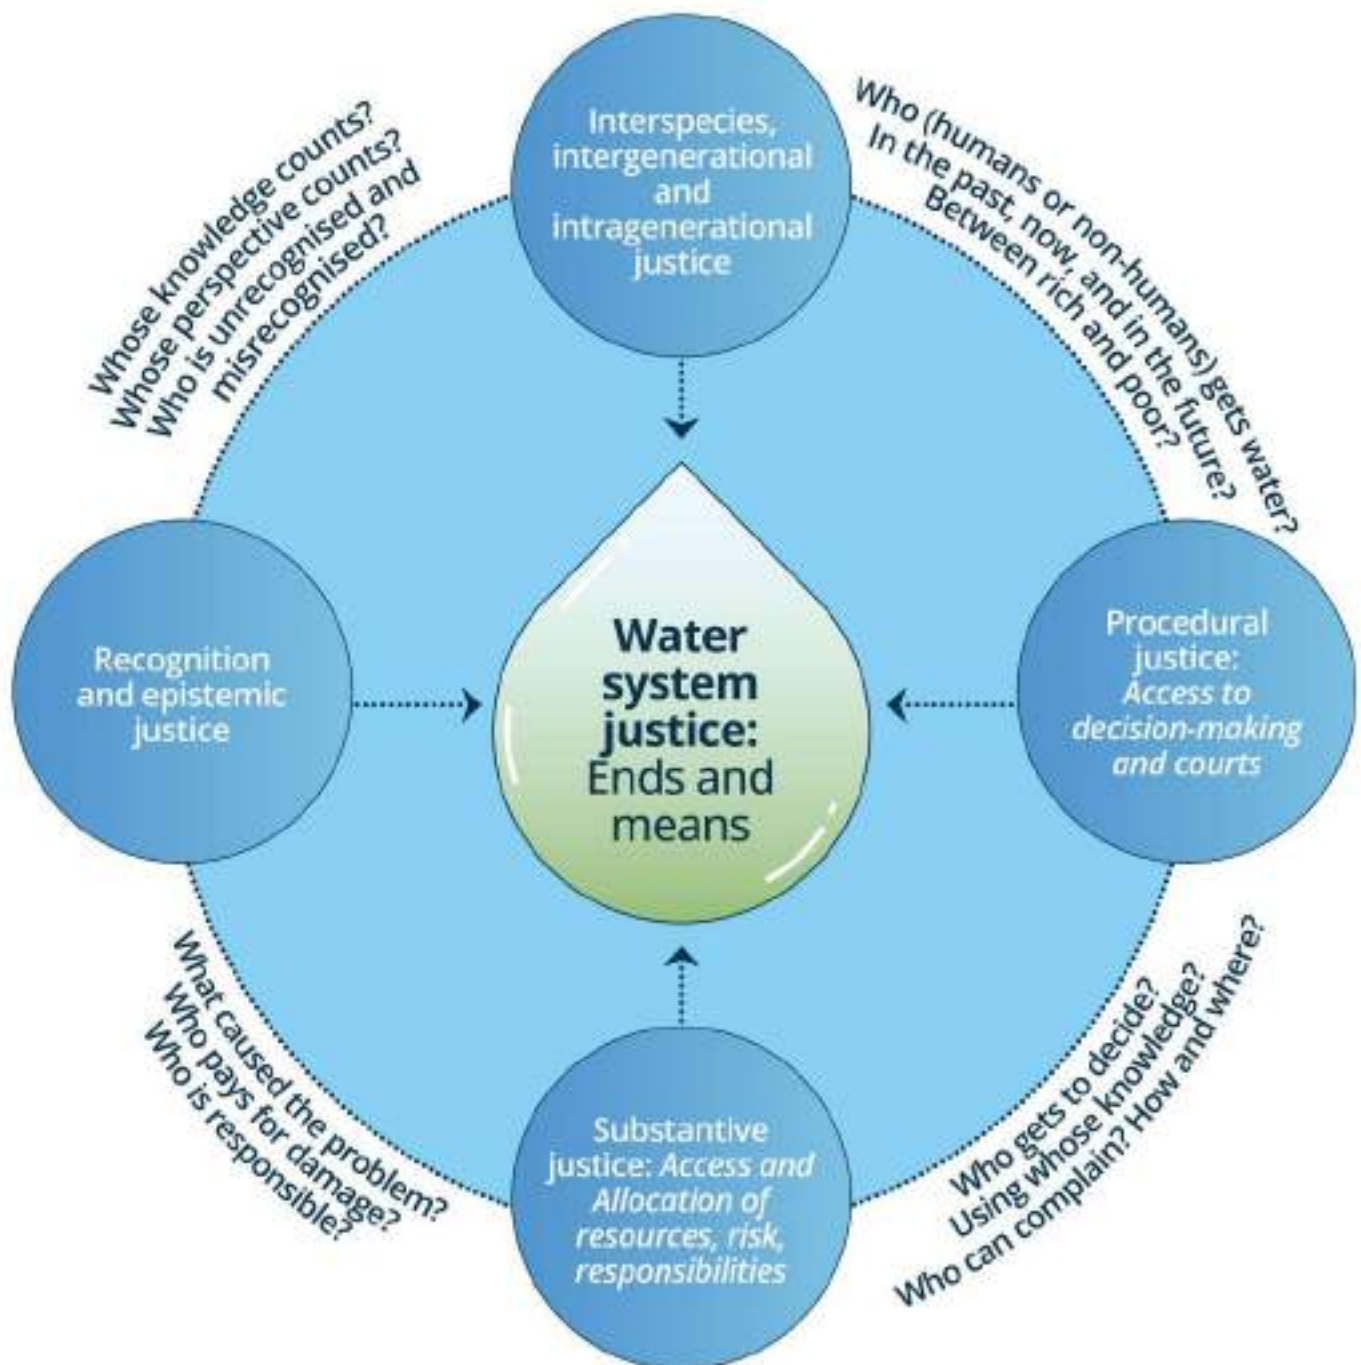 Interspecies,
intergenerational
and
intragenerational
justice
Who (humans or non-humans) gets water?
In the past, now, and in the future?
Between rich and poor?
Procedural
justice:
Access to
decision-making
and courts
Who gets to decide?
Using whose knowledge?
Who can complain? How and where?
Substantive
justice: Access and
Allocation of
resources, risk,
responsibilities
What caused the problem?
Who pays for damage?
Who is responsible?
Recognition
and epistemic
justice
Whose knowledge counts?
Whose perspective counts?
Who is unrecognised and
misrecognised?
Water
system
justice:
Ends and
means